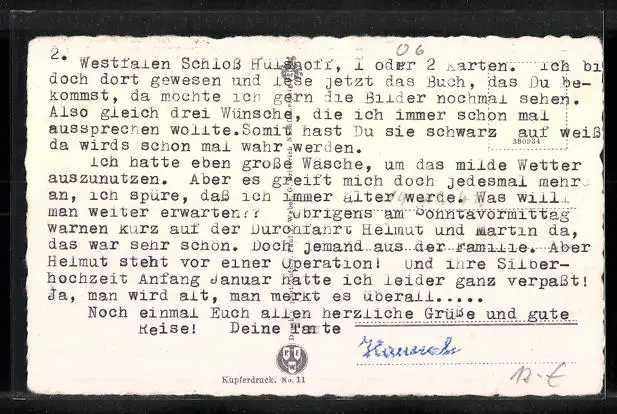 06
2. Westfalen Schloß Hülshoff, 1 oder 2 Karten. Ich bi
doch dort gewesen und lese jetzt das Buch, das Du be-
kommst, da möchte ich gern die Bilder nochmal sehen.
Also gleich drei Wünsche, die ich immer schon mal
aussprechen wollte.Somit hast Du sie schwarz auf weiß
da wirds schon mal wahr werden.
380934
Ich hatte eben große Wäsche, um das milde Wetter
auszunutzen. Aber es greift mich doch jedesmal mehr
an, ich spüre, daß ich immer älter werde. Was will
man weiter erwarten?? Übrigens am Sonntavormittag
waren kurz auf der Durchfahrt Helmut und Martin da,
das war sehr schön. Doch jemand aus der Familie. Aber
Helmut steht vor einer Operation! Und ihre Silber-
hochzeit Anfang Januar hatte ich leider ganz verpaßt!
Ja, man wird alt, man merkt es überall.....
Noch einmal Euch allen herzliche Grüße und gute
Reise! Deine Tante
Hannah
Kupferdruck. No. 11
12-€